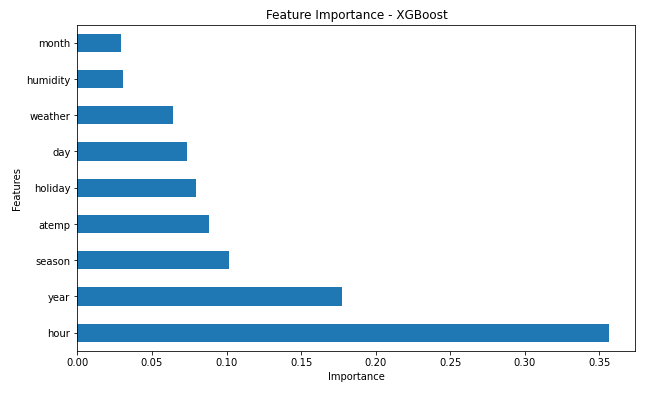 Feature Importance - XGBoost
month
humidity
weather
day
holiday
atemp
season
year
hour
Features
0.00 0.05 0.10 0.15 0.20 0.25 0.30 0.35
Importance